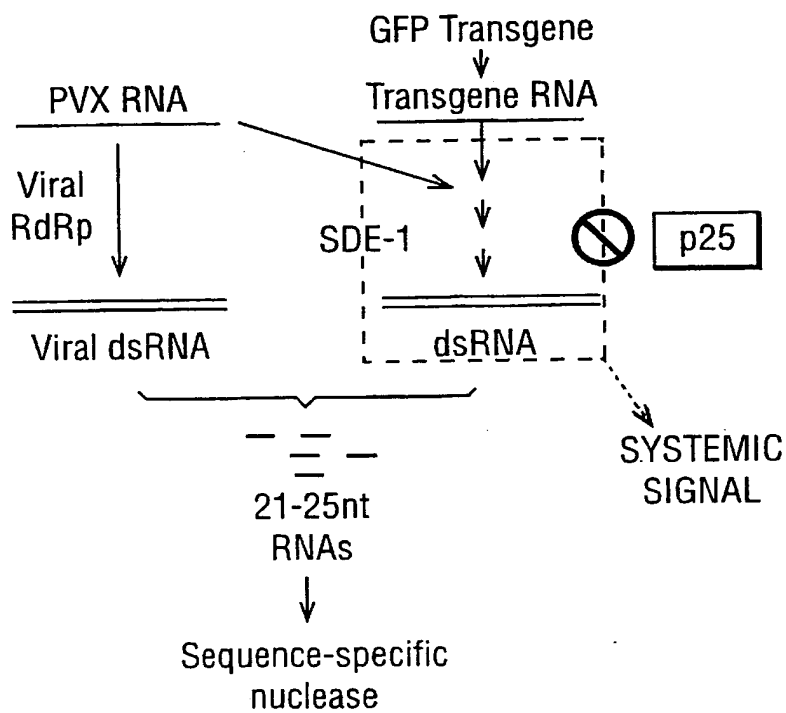 GFP Transgene
PVX RNA
Transgene RNA
Viral
RdRp
SDE-1
p25
Viral dsRNA
dsRNA
SYSTEMIC
SIGNAL
21-25nt
RNAs
Sequence-specific
nuclease